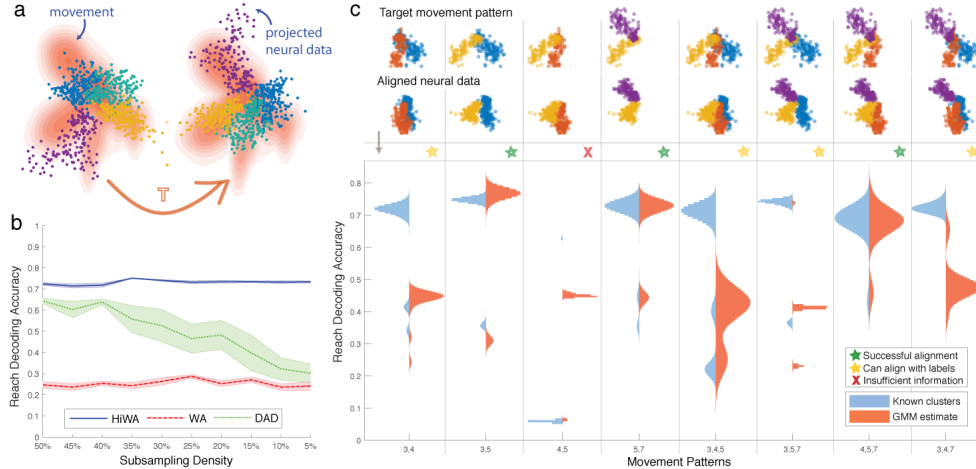 a
movement
projected
neural data
T
b
Reach Decoding Accuracy
1
0.9
0.8
0.7
0.6
0.5
0.4
0.3
0.2
0.1
0
HiWA
WA
DAD
50%
45%
40%
35%
30%
25%
20%
15%
10%
5%
Subsampling Density
c
Target movement pattern
Aligned neural data
X
Reach Decoding Accuracy
0.8
0.7
0.6
0.5
0.4
0.3
0.2
0.1
0
Successful alignment
Can align with labels
X Insufficient information
Known clusters
GMM estimate
3,4
3,5
4,5
5,7
3,4,5
3,5,7
4,5,7
3,4,7
Movement Patterns